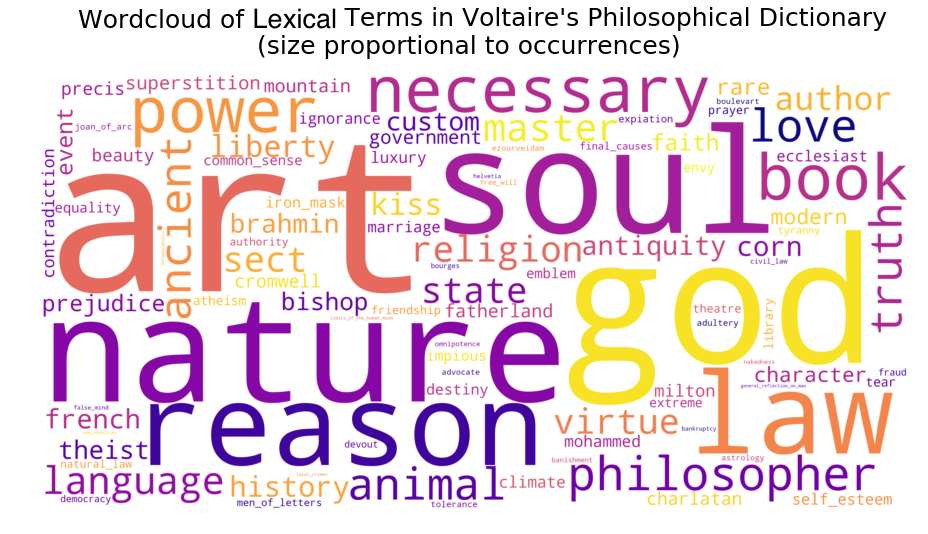 Wordcloud of Lexical Terms in Voltaire's Philosophical Dictionary
(size proportional to occurrences)
precis superstition mountain necessary rare author
joan_of_arc power ignorance custom master boulevart prayer expiation love
event beauty liberty government ezourveidam final_causes faith ecclesiast
contradiction art ancient common_sense luxury soul free_will envy book
equality iron_mask kiss helvetia modern
brahmin marriage tyranny truth
authority religion antiquity corn
sect bourges civil_law
cromwell emblem
prejudice atheism bishop state god
friendship fatherland theatre
limits_of_the_human_mind adultery library
nature omnipotence impious
advocate nakedness
destiny law character fraud
general_reflection_on_man tear
milton
extreme
false_mind reason virtue
french bankruptcy
theist devout mohammed
natural_law banishment astrology
language local_crimes philosopher
history animal climate
democracy men_of_letters tolerance charlatan self_esteem